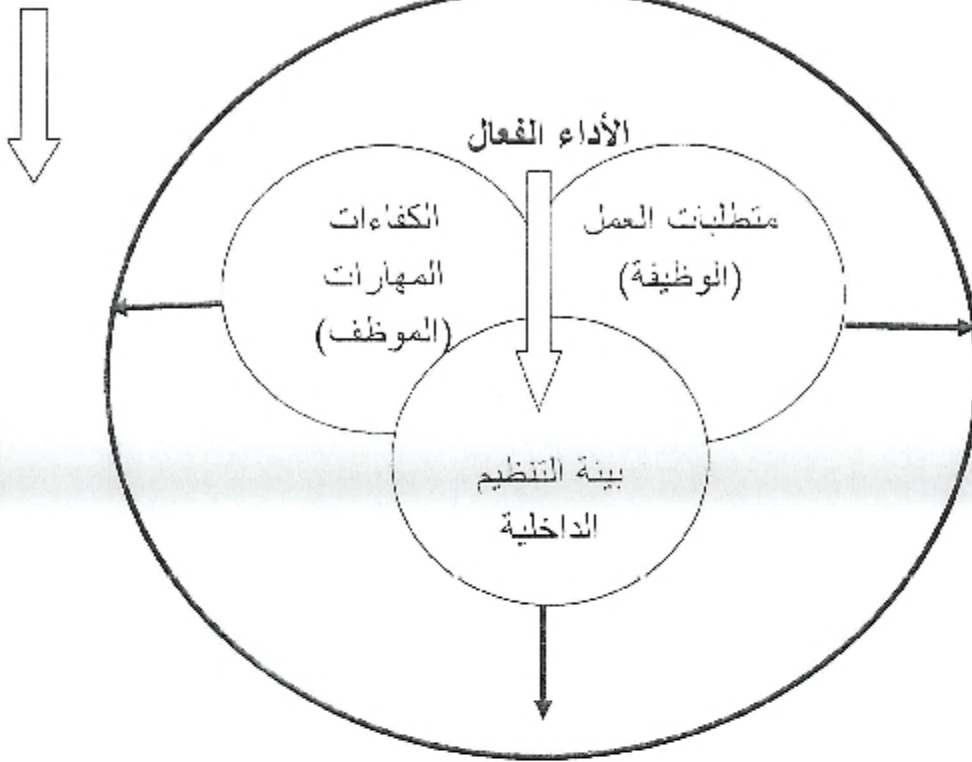 الأداء الفعال
متطلبات العمل
(الوظيفة)
الكفاءات
المهارات
(الموظف)
بيئة التنظيم
الداخلية